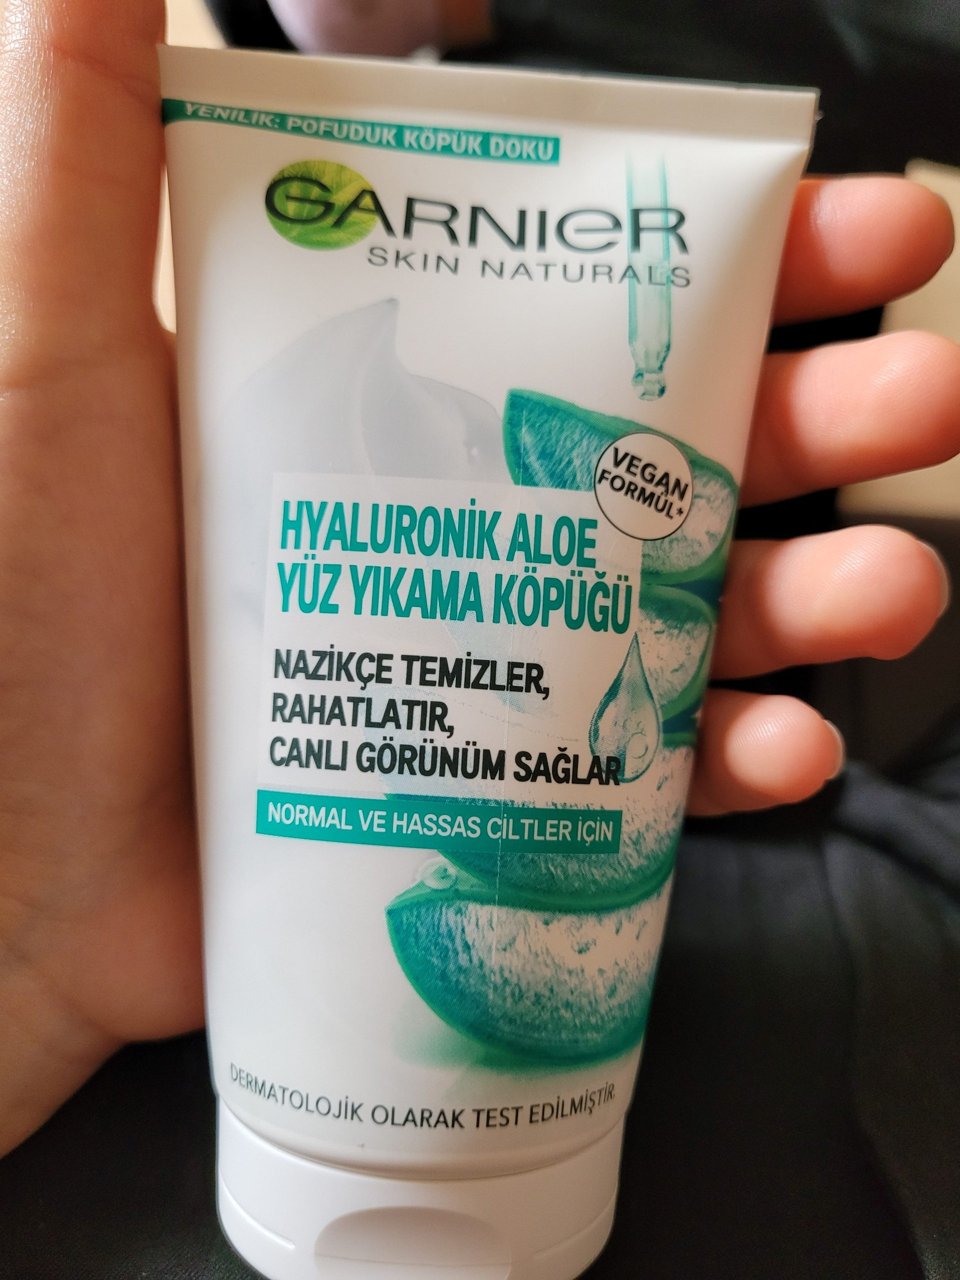 YENİLİK: POFUDUK KÖPÜK DOKU
GARNIER
SKIN NATURALS
VEGAN
FORMÜL*
HYALURONİK ALOE
YÜZ YIKAMA KÖPÜĞÜ
NAZİKÇE TEMİZLER,
RAHATLATIR,
CANLI GÖRÜNÜM SAĞLAR
NORMAL VE HASSAS CİLTLER İÇİN
DERMATOLOJİK OLARAK TEST EDİLMİŞTİR.